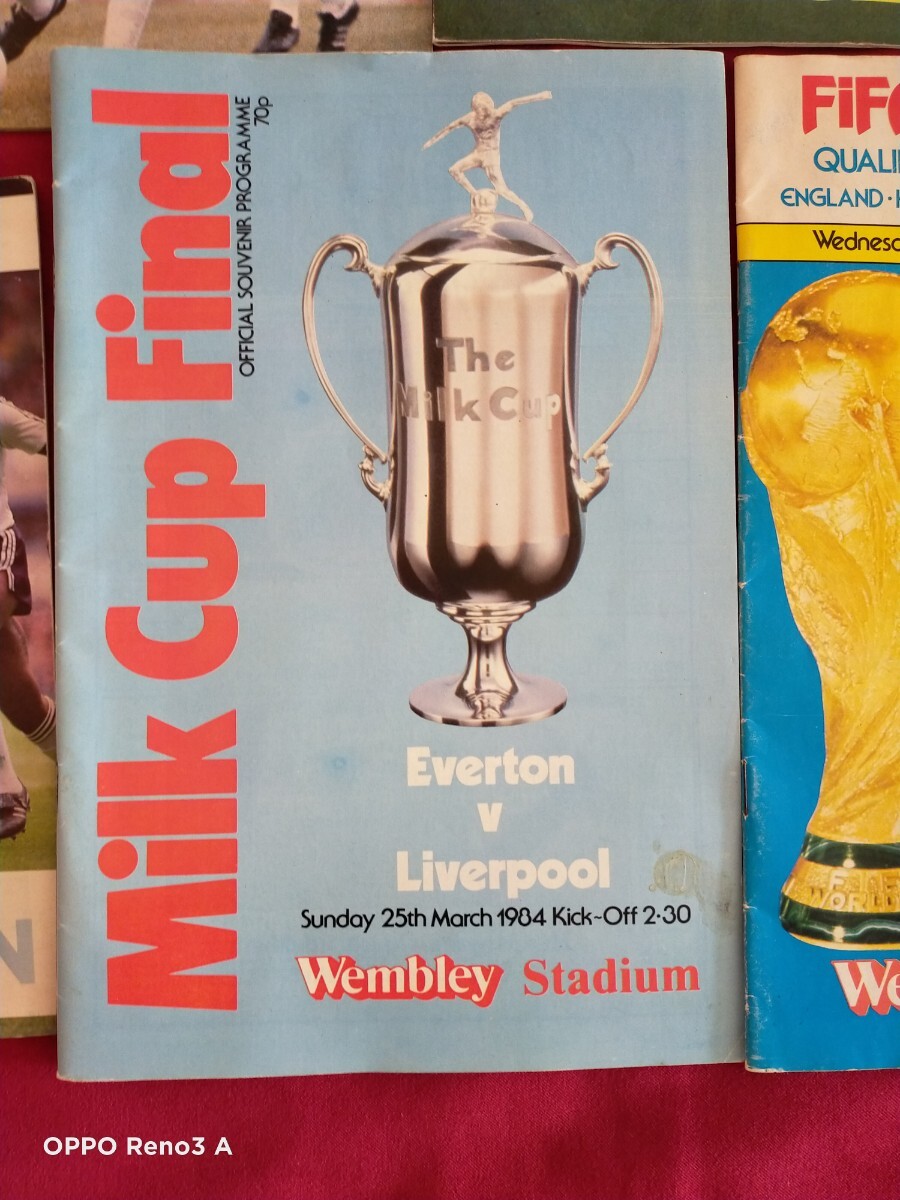 Milk Cup Final
OFFICIAL SOUVENIR PROGRAMME
70p
The
Milk Cup
Everton
v
Liverpool
Sunday 25th March 1984 Kick~Off 2·30
Wembley Stadium
FiF
QUALI
ENGLAND·H
Wednesd
WORLD
We
N
OPPO Reno3 A